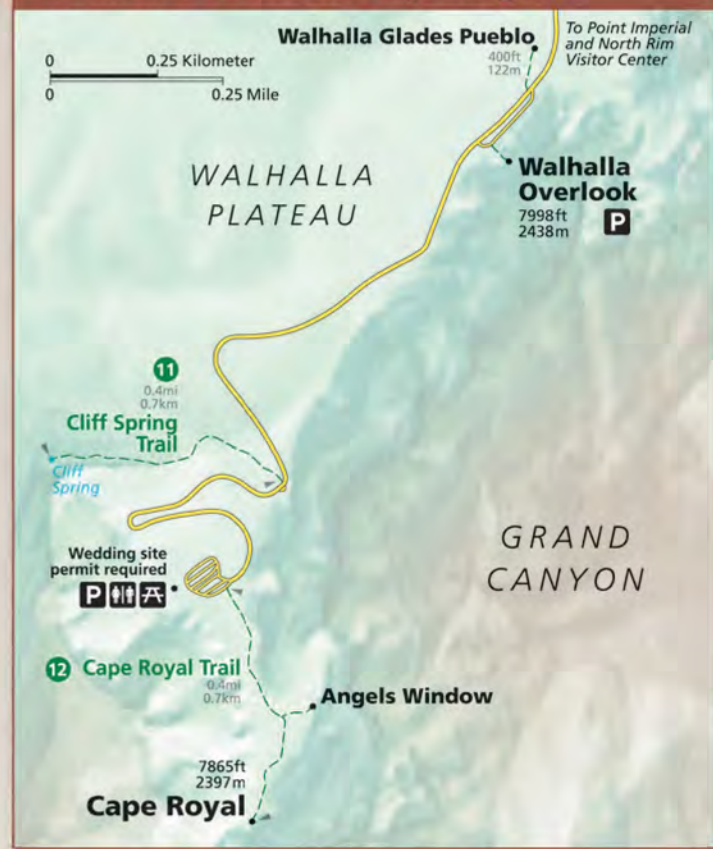 Walhalla Glades Pueblo
400ft
122m
To Point Imperial
and North Rim
Visitor Center
0 0.25 Kilometer
0 0.25 Mile
WALHALLA
PLATEAU
Walhalla
Overlook
7998ft
2438m
P
11
0.4mi
0.7km
Cliff Spring
Trail
Cliff
Spring
GRAND
CANYON
Wedding site
permit required
P
12 Cape Royal Trail
0.4mi
0.7km
Angels Window
7865ft
2397m
Cape Royal